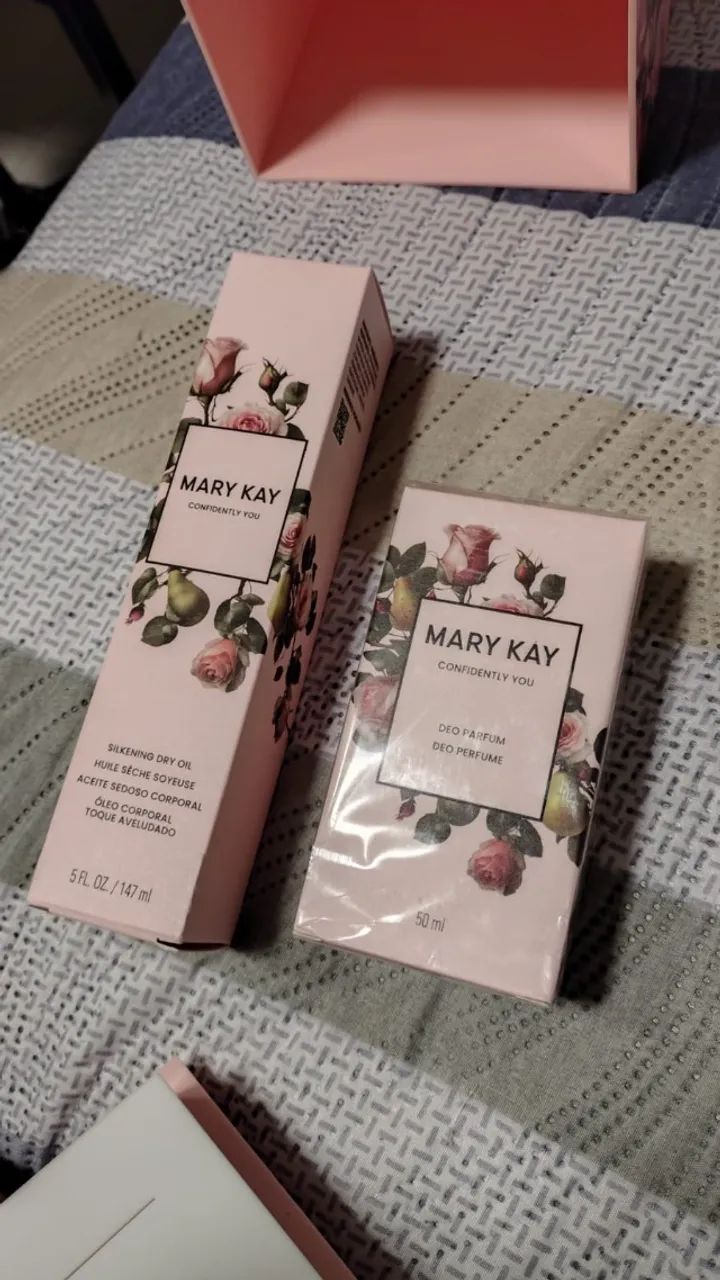 MARY KAY
CONFIDENTLY YOU
SILKENING DRY OIL
HUILE SÈCHE SOYEUSE
ACEITE SEDOSO CORPORAL
ÓLEO CORPORAL
TOQUE AVELUDADO
5 FL. OZ. / 147 ml
MARY KAY
CONFIDENTLY YOU
DEO PARFUM
DEO PERFUME
50 ml